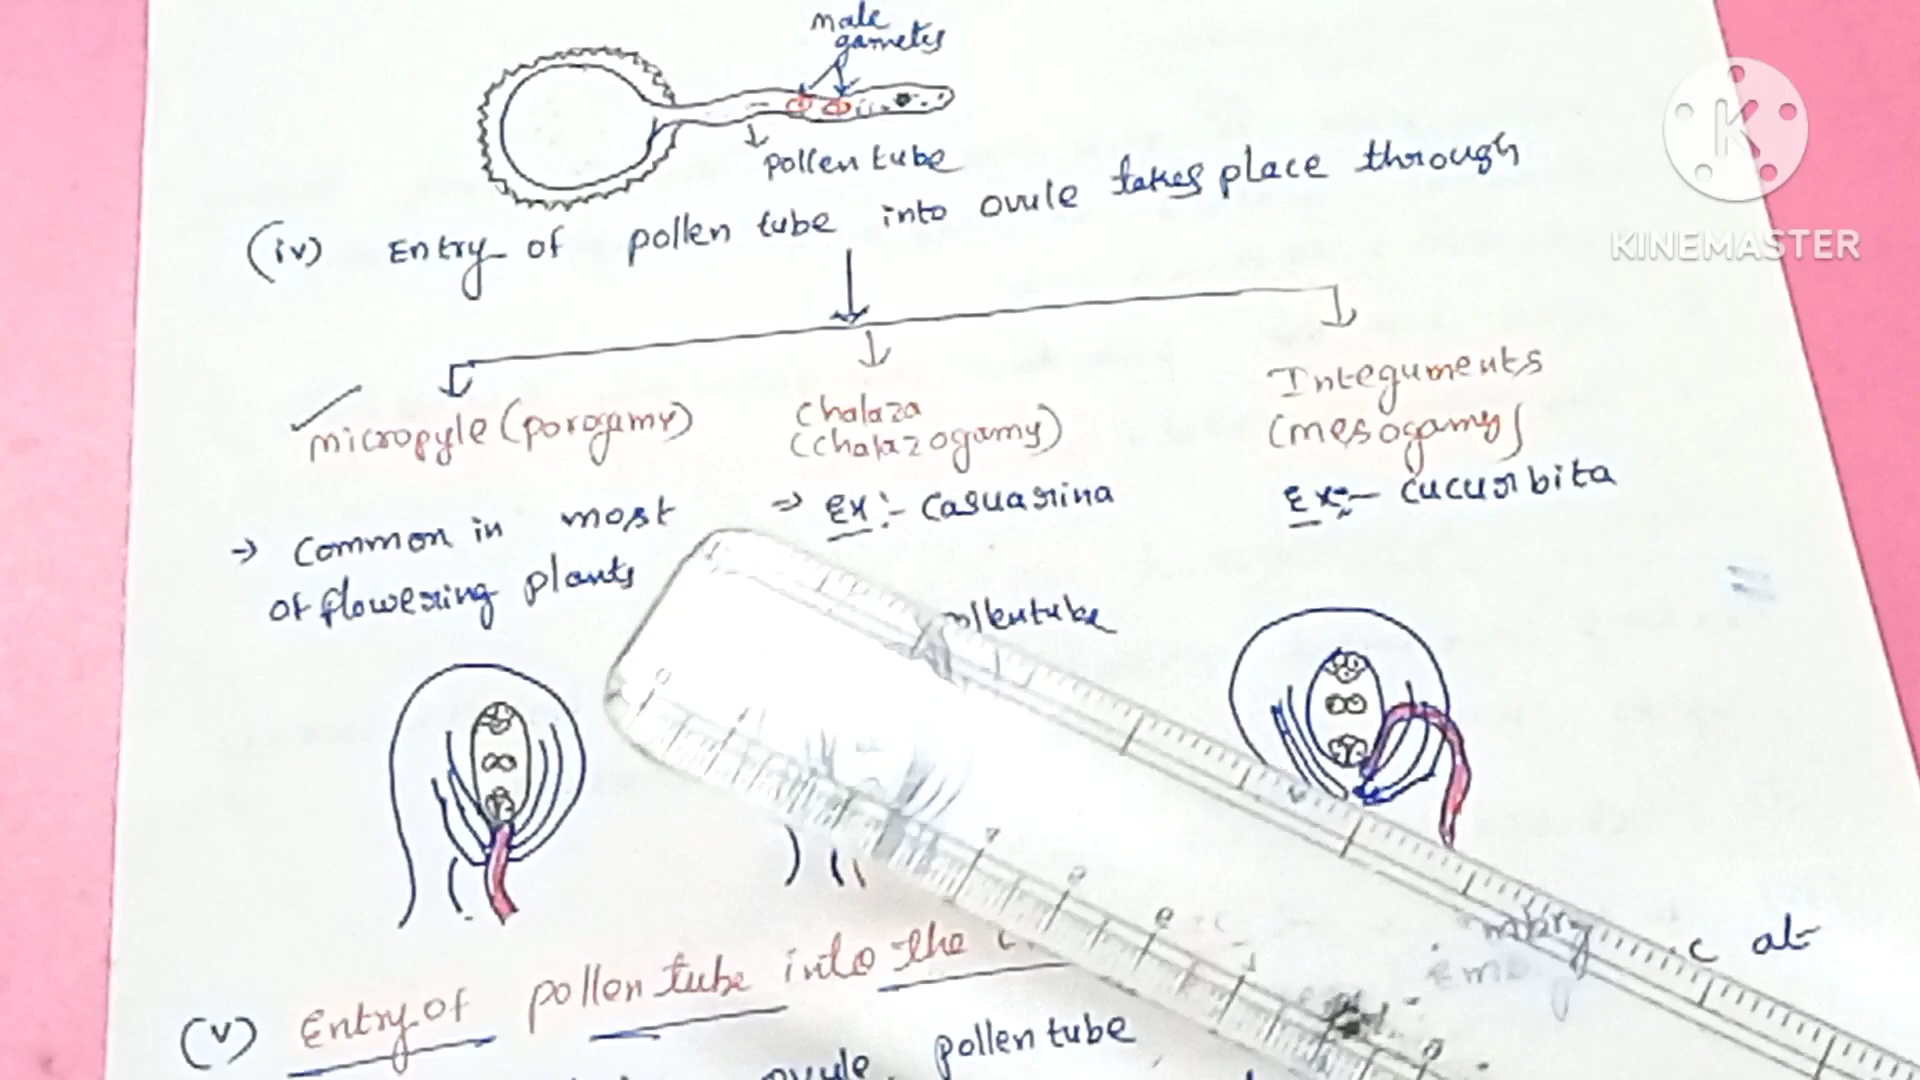 male
gametes
pollen tube
(iv) Entry of pollen tube into ovule takes place through
K
KINEMASTER
micropyle (porogamy)
chalaza
(chalazogamy)
Integuments
(mesogamy)
→ common in most
of flowering plants
⇒ Ex:- Casuarina
Ex:- cucurbita
(v) Entry of pollen tube into the
at
ovule, pollen tube